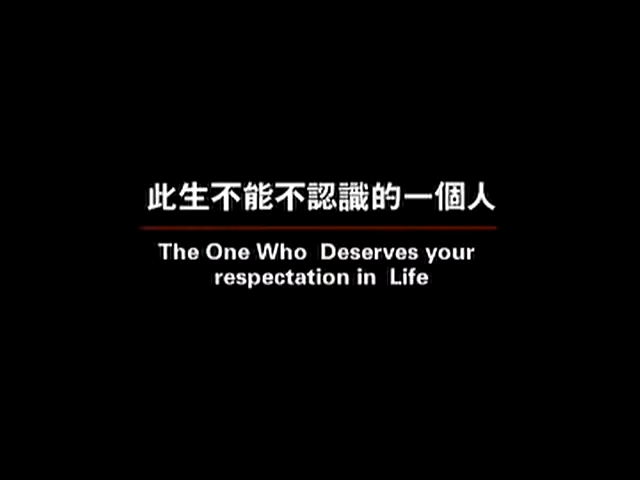 此生不能不認識的一個人
The One Who Deserves your
respectation in Life